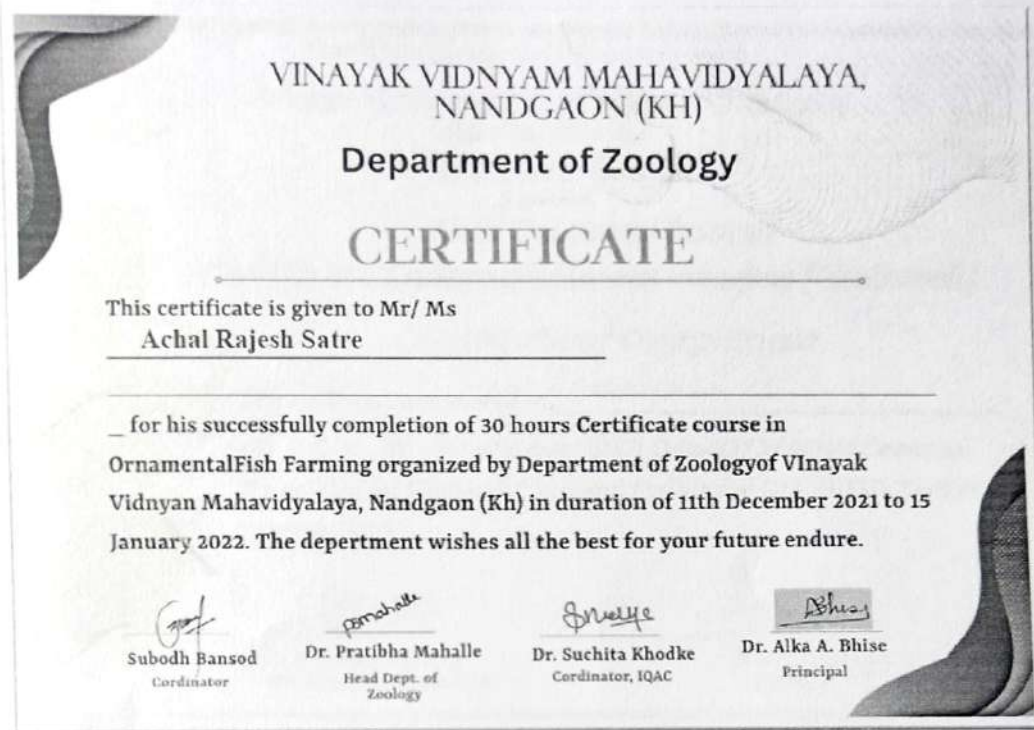 VINAYAK VIDNYAM MAHAVIDYALAYA,
NANDGAON (KH)
Department of Zoology
CERTIFICATE
This certificate is given to Mr/ Ms
Achal Rajesh Satre
_ for his successfully completion of 30 hours Certificate course in
OrnamentalFish Farming organized by Department of Zoologyof VInayak
Vidnyan Mahavidyalaya, Nandgaon (Kh) in duration of 11th December 2021 to 15
January 2022. The depertment wishes all the best for your future endure.
psmahalle
ABhise
Subodh Bansod
Cordinator
Dr. Pratibha Mahalle
Head Dept. of
Zoology
Dr. Suchita Khodke
Cordinator, IQAC
Dr. Alka A. Bhise
Principal